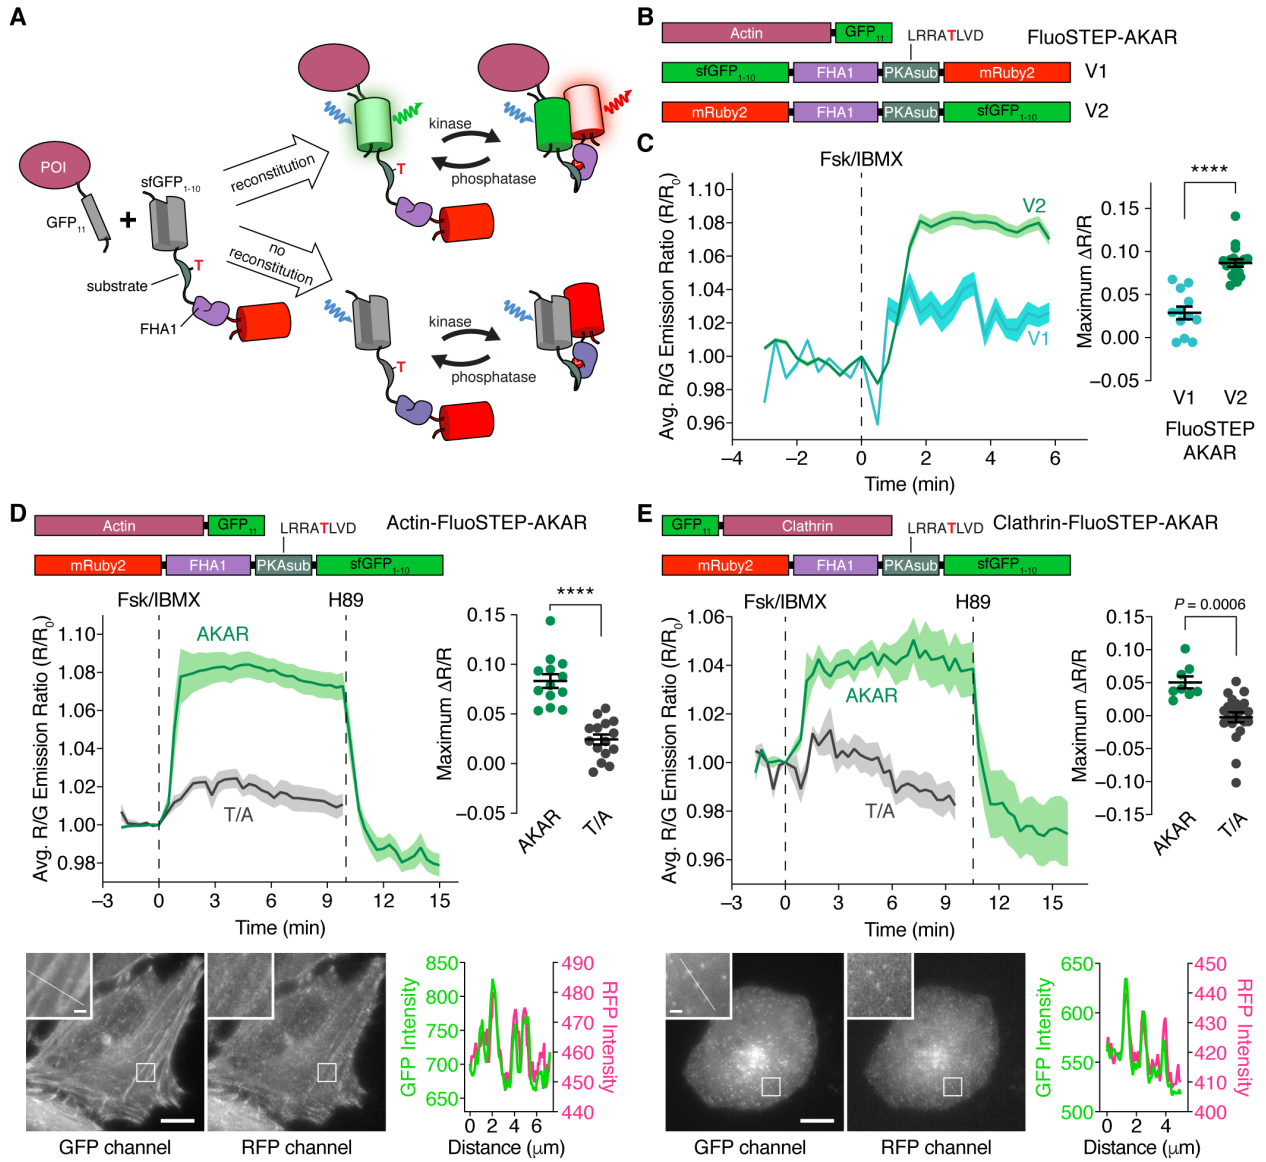 A
POI
GFP11
+
sfGFP1-10
substrate
T
FHA1
reconstitution
no
reconstitution
T
kinase
phosphatase
T
kinase
phosphatase
B
Actin
GFP11
LRRATLVD
FluoSTEP-AKAR
sfGFP1-10
FHA1
PKAsub
mRuby2
V1
mRuby2
FHA1
PKAsub
sfGFP1-10
V2
C
Fsk/IBMX
Avg. R/G Emission Ratio (R/R0)
1.10
1.08
1.06
1.04
1.02
1.00
0.98
0.96
V2
V1
−4
−2
0
2
4
6
Time (min)
****
Maximum ΔR/R
0.15
0.10
0.05
0.00
−0.05
V1
V2
FluoSTEP
AKAR
D
Actin
GFP11
LRRATLVD
Actin-FluoSTEP-AKAR
mRuby2
FHA1
PKAsub
sfGFP1-10
Fsk/IBMX
H89
Avg. R/G Emission Ratio (R/R0)
1.10
1.08
1.06
1.04
1.02
1.00
0.98
AKAR
T/A
−3
0
3
6
9
12
15
Time (min)
****
Maximum ΔR/R
0.15
0.10
0.05
0.00
−0.05
AKAR
T/A
GFP channel
RFP channel
GFP Intensity
850
800
750
700
650
490
480
470
460
450
440
RFP Intensity
0
2
4
6
Distance (μm)
E
GFP11
Clathrin
LRRATLVD
Clathrin-FluoSTEP-AKAR
mRuby2
FHA1
PKAsub
sfGFP1-10
Fsk/IBMX
H89
Avg. R/G Emission Ratio (R/R0)
1.06
1.04
1.02
1.00
0.98
0.96
AKAR
T/A
−3
0
3
6
9
12
15
Time (min)
P = 0.0006
Maximum ΔR/R
0.15
0.10
0.05
0.00
−0.05
−0.10
−0.15
AKAR
T/A
GFP channel
RFP channel
GFP Intensity
650
600
550
500
450
440
430
420
410
400
RFP Intensity
0
2
4
Distance (μm)